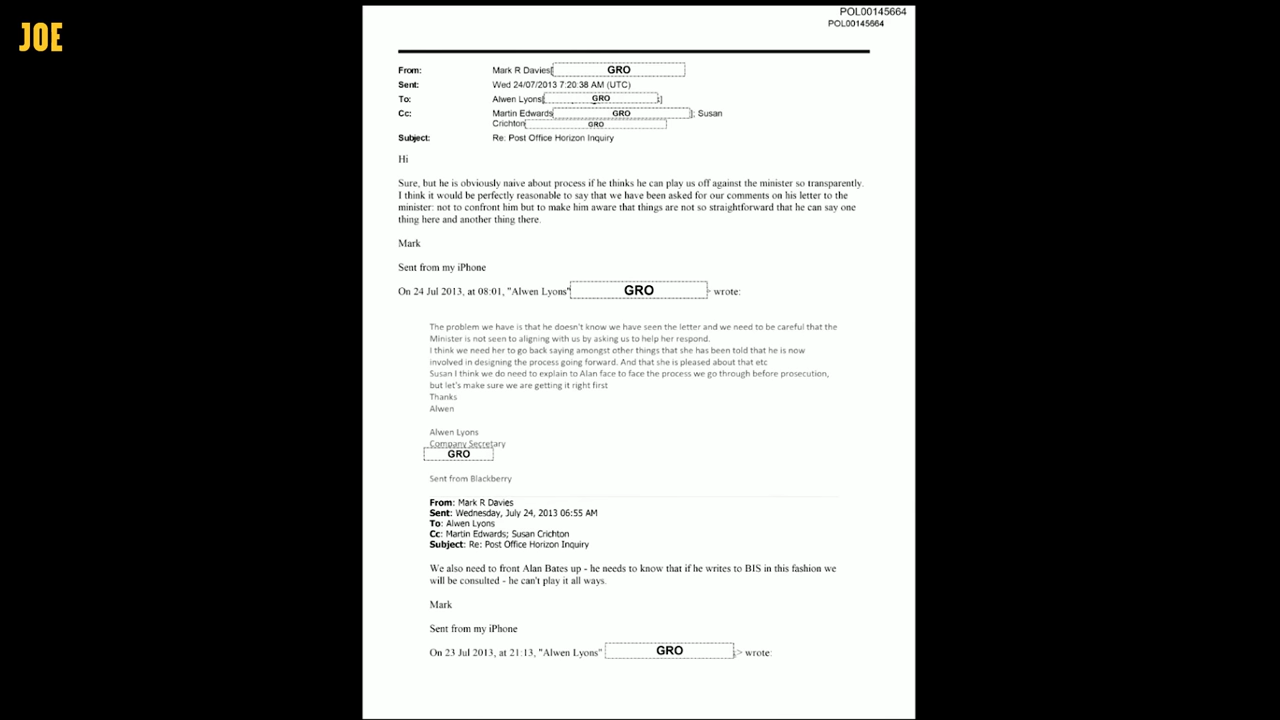 JOE
POL00145664
POL00145664
From: Mark R Davies[ GRO
Sent: Wed 24/07/2013 7:20:38 AM (UTC)
To: Alwen Lyons[ GRO ]
Cc: Martin Edwards GRO ]; Susan
Crichton GRO
Subject: Re: Post Office Horizon Inquiry
Hi
Sure, but he is obviously naive about process if he thinks he can play us off against the minister so transparently.
I think it would be perfectly reasonable to say that we have been asked for our comments on his letter to the
minister: not to confront him but to make him aware that things are not so straightforward that he can say one
thing here and another thing there.
Mark
Sent from my iPhone
On 24 Jul 2013, at 08:01, "Alwen Lyons" GRO wrote:
The problem we have is that he doesn't know we have seen the letter and we need to be careful that the
Minister is not seen to aligning with us by asking us to help her respond.
I think we need her to go back saying amongst other things that she has been told that he is now
involved in designing the process going forward. And that she is pleased about that etc
Susan I think we do need to explain to Alan face to face the process we go through before prosecution,
but let's make sure we are getting it right first
Thanks
Alwen
Alwen Lyons
Company Secretary
GRO
Sent from Blackberry
From: Mark R Davies
Sent: Wednesday, July 24, 2013 06:55 AM
To: Alwen Lyons
Cc: Martin Edwards; Susan Crichton
Subject: Re: Post Office Horizon Inquiry
We also need to front Alan Bates up - he needs to know that if he writes to BIS in this fashion we
will be consulted - he can't play it all ways.
Mark
Sent from my iPhone
On 23 Jul 2013, at 21:13, "Alwen Lyons" GRO > wrote: